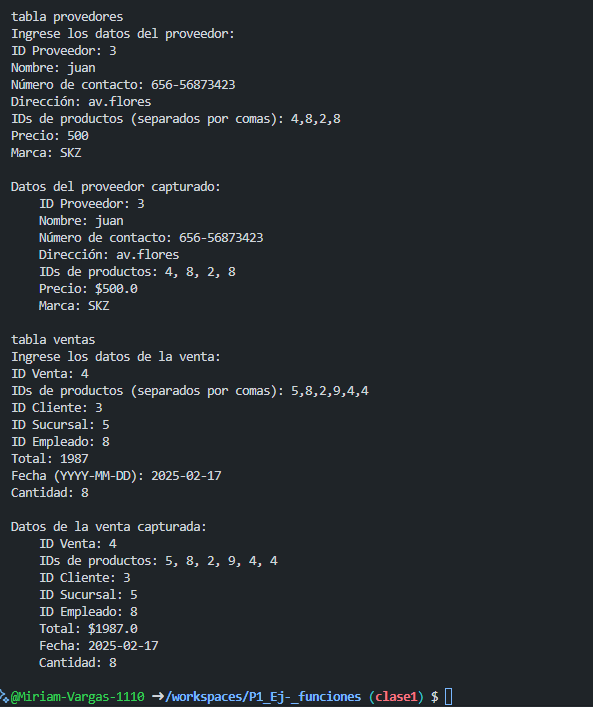 tabla provedores
Ingrese los datos del proveedor:
ID Proveedor: 3
Nombre: juan
Número de contacto: 656-56873423
Dirección: av.flores
IDs de productos (separados por comas): 4,8,2,8
Precio: 500
Marca: SKZ

Datos del proveedor capturado:
    ID Proveedor: 3
    Nombre: juan
    Número de contacto: 656-56873423
    Dirección: av.flores
    IDs de productos: 4, 8, 2, 8
    Precio: $500.0
    Marca: SKZ

tabla ventas
Ingrese los datos de la venta:
ID Venta: 4
IDs de productos (separados por comas): 5,8,2,9,4,4
ID Cliente: 3
ID Sucursal: 5
ID Empleado: 8
Total: 1987
Fecha (YYYY-MM-DD): 2025-02-17
Cantidad: 8

Datos de la venta capturada:
    ID Venta: 4
    IDs de productos: 5, 8, 2, 9, 4, 4
    ID Cliente: 3
    ID Sucursal: 5
    ID Empleado: 8
    Total: $1987.0
    Fecha: 2025-02-17
    Cantidad: 8

@Miriam-Vargas-1110 ➜/workspaces/P1_Ej-_funciones (clase1) $